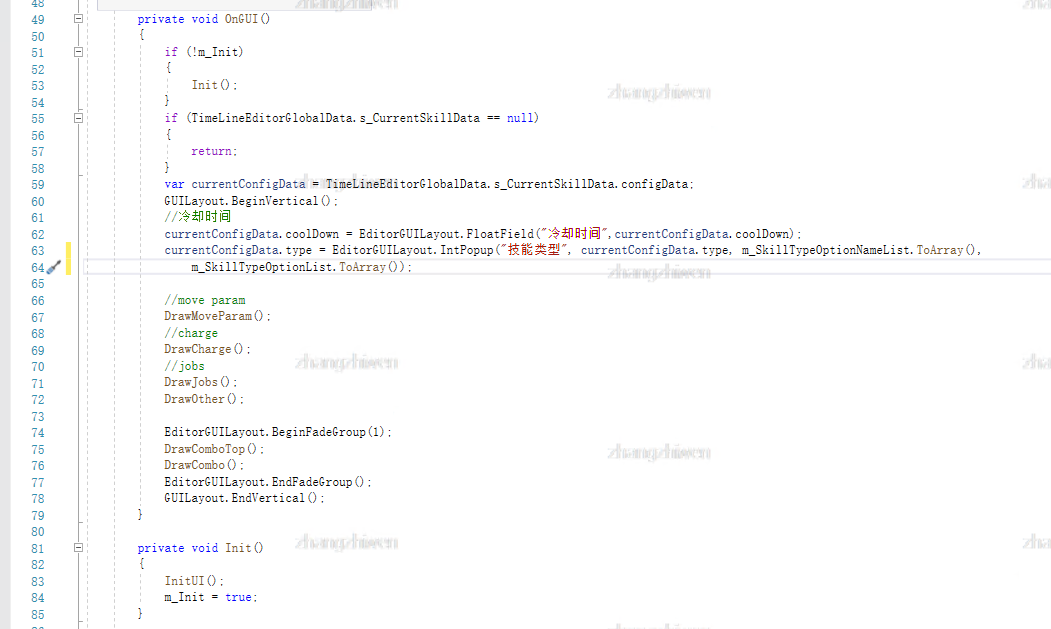 48
49 private void OnGUI()
50 {
51 if (!m_Init)
52 {
53 Init();
54 }
55 if (TimeLineEditorGlobalData.s_CurrentSkillData == null)
56 {
57 return;
58 }
59 var currentConfigData = TimeLineEditorGlobalData.s_CurrentSkillData.configData;
60 GUILayout.BeginVertical();
61 //冷却时间
62 currentConfigData.coolDown = EditorGUILayout.FloatField("冷却时间",currentConfigData.coolDown);
63 currentConfigData.type = EditorGUILayout.IntPopup("技能类型", currentConfigData.type, m_SkillTypeOptionNameList.ToArray(),
64 m_SkillTypeOptionList.ToArray());
65
66 //move param
67 DrawMoveParam();
68 //charge
69 DrawCharge();
70 //jobs
71 DrawJobs();
72 DrawOther();
73
74 EditorGUILayout.BeginFadeGroup(1);
75 DrawComboTop();
76 DrawCombo();
77 EditorGUILayout.EndFadeGroup();
78 GUILayout.EndVertical();
79 }
80
81 private void Init()
82 {
83 InitUI();
84 m_Init = true;
85 }